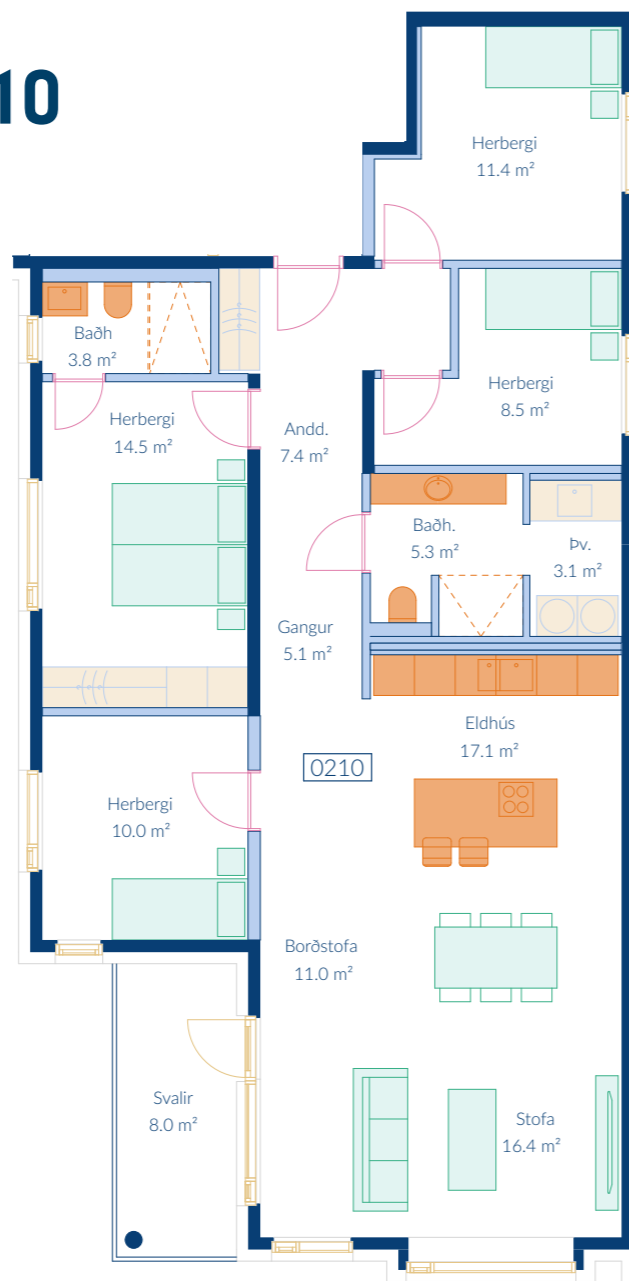 10
Herbergi
11.4 m²
Baðh
3.8 m²
Herbergi
8.5 m²
Herbergi
14.5 m²
Andd.
7.4 m²
Baðh.
5.3 m²
Þv.
3.1 m²
Gangur
5.1 m²
Eldhús
17.1 m²
0210
Herbergi
10.0 m²
Borðstofa
11.0 m²
Svalir
8.0 m²
Stofa
16.4 m²